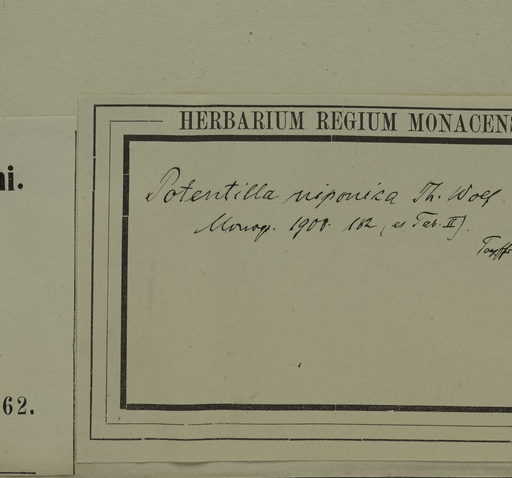 HERBARIUM REGIUM MONACENS
Potentilla niponica Th. Wolf.
Monogr. 1908. 182 (et Tab. II).
ni.
62.